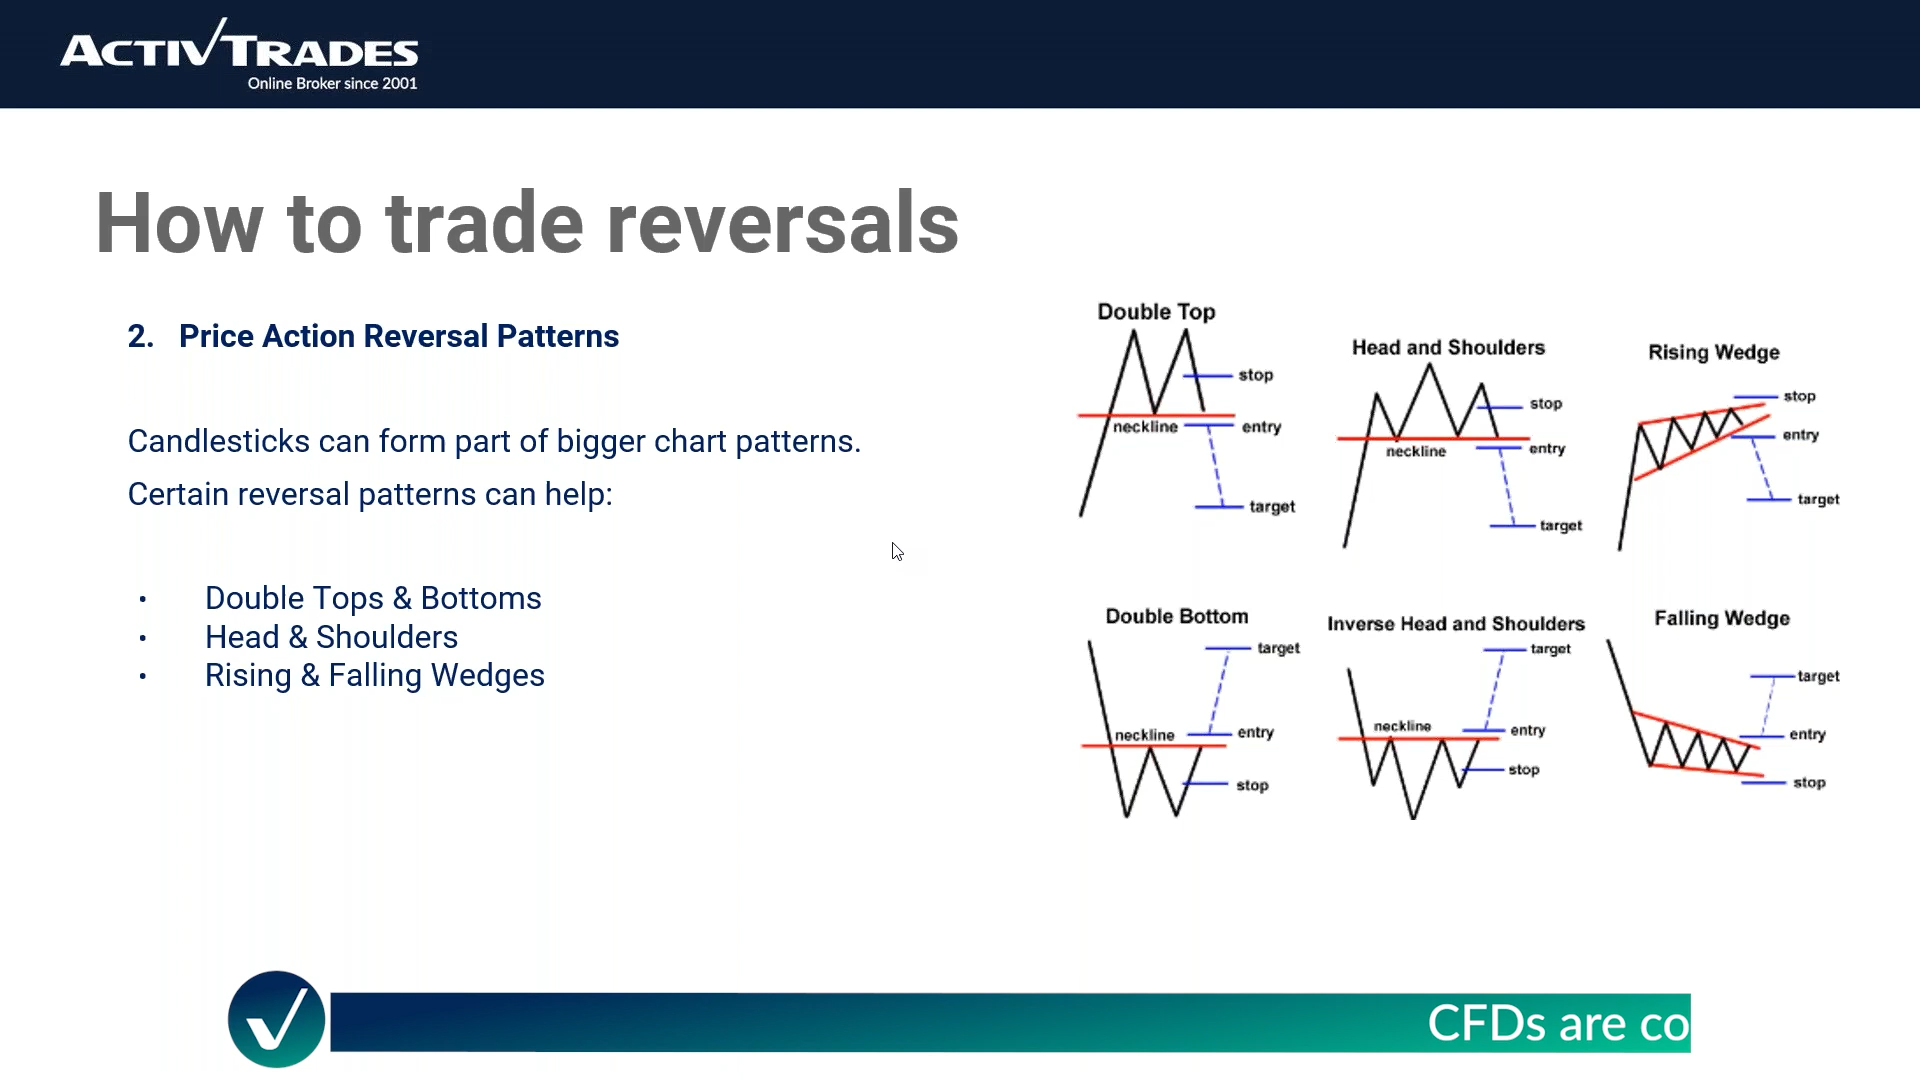 ACTIVTRADES
Online Broker since 2001
How to trade reversals
2. Price Action Reversal Patterns
Candlesticks can form part of bigger chart patterns.
Certain reversal patterns can help:
• Double Tops & Bottoms
• Head & Shoulders
• Rising & Falling Wedges
Double Top
stop
neckline
entry
target
Head and Shoulders
stop
neckline
entry
target
Rising Wedge
stop
entry
target
Double Bottom
target
neckline
entry
stop
Inverse Head and Shoulders
target
neckline
entry
stop
Falling Wedge
target
entry
stop
CFDs are co